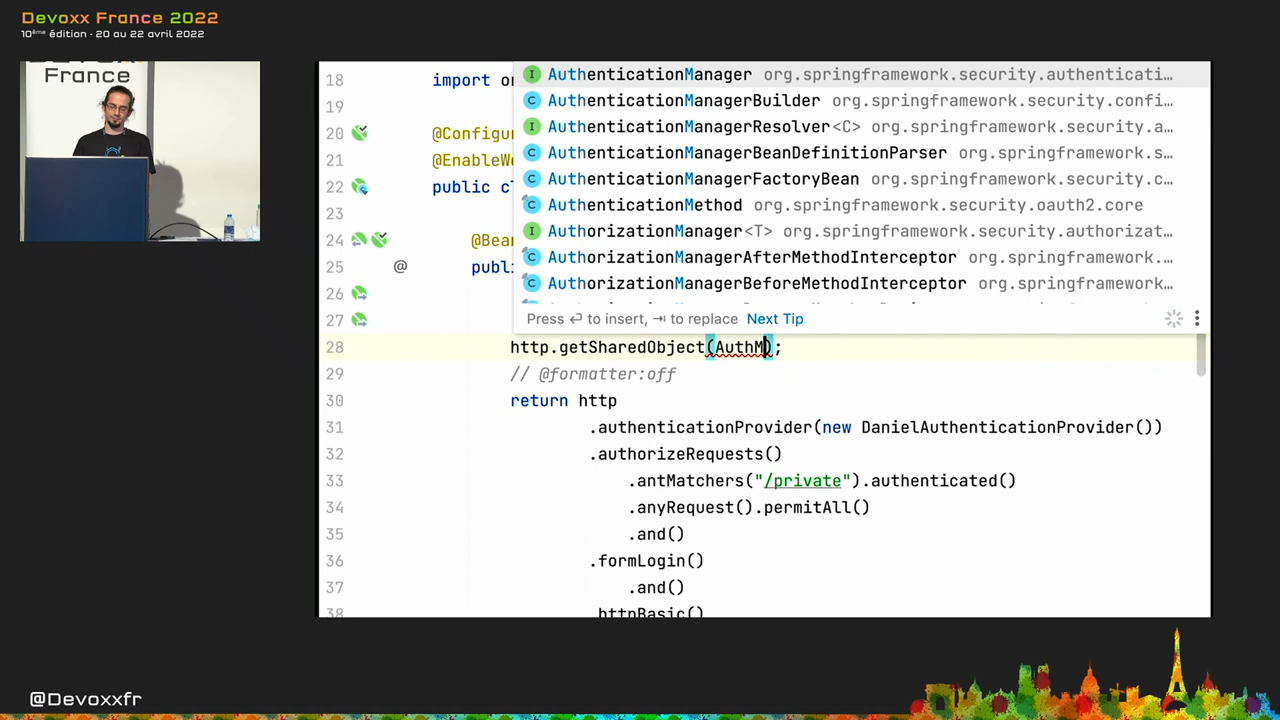 Devoxx France 2022
10ème édition - 20 au 22 avril 2022
France
18 import or
19
20 @Configur
21 @EnableWe
22 public cl
23
24 @Bea
25 @ publi
26
27
28 http.getSharedObject(AuthM);
29 // @formatter:off
30 return http
31 .authenticationProvider(new DanielAuthenticationProvider())
32 .authorizeRequests()
33 .antMatchers("/private").authenticated()
34 .anyRequest().permitAll()
35 .and()
36 .formLogin()
37 .and()
38 .httpBasic()
I AuthenticationManager org.springframework.security.authenticati…
C AuthenticationManagerBuilder org.springframework.security.confi…
I AuthenticationManagerResolver<C> org.springframework.security.a…
C AuthenticationManagerBeanDefinitionParser org.springframework.s…
C AuthenticationManagerFactoryBean org.springframework.security.c…
C AuthenticationMethod org.springframework.security.oauth2.core
I AuthorizationManager<T> org.springframework.security.authorizat…
C AuthorizationManagerAfterMethodInterceptor org.springframework.…
C AuthorizationManagerBeforeMethodInterceptor org.springframework…
Press ↵ to insert, ⇥ to replace Next Tip
@Devoxxfr